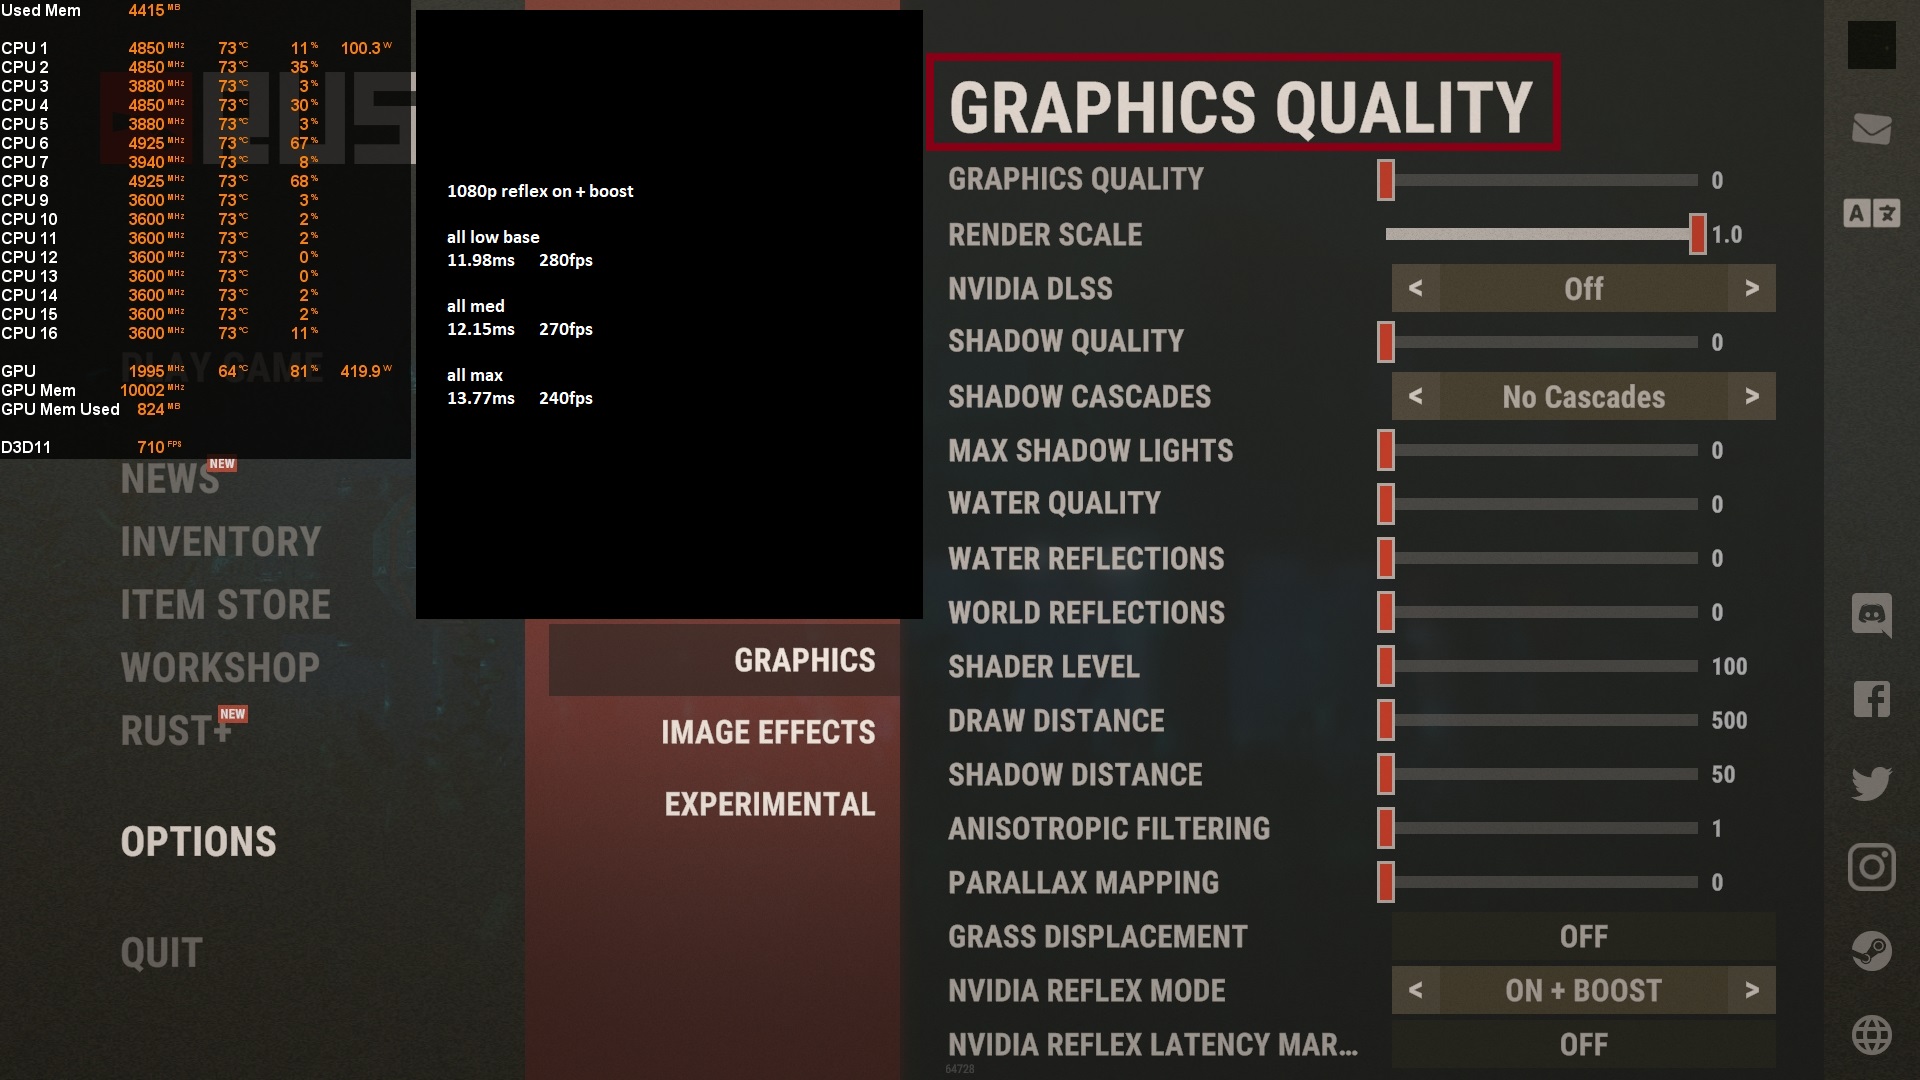 Used Mem 4415 MB
CPU 1 4850 MHz 73 °C 11 % 100.3 W
CPU 2 4850 MHz 73 °C 35 %
CPU 3 3880 MHz 73 °C 3 %
CPU 4 4850 MHz 73 °C 30 %
CPU 5 3880 MHz 73 °C 3 %
CPU 6 4925 MHz 73 °C 67 %
CPU 7 3940 MHz 73 °C 8 %
CPU 8 4925 MHz 73 °C 68 %
CPU 9 3600 MHz 73 °C 3 %
CPU 10 3600 MHz 73 °C 2 %
CPU 11 3600 MHz 73 °C 2 %
CPU 12 3600 MHz 73 °C 0 %
CPU 13 3600 MHz 73 °C 0 %
CPU 14 3600 MHz 73 °C 2 %
CPU 15 3600 MHz 73 °C 2 %
CPU 16 3600 MHz 73 °C 11 %
GPU 1995 MHz 64 °C 81 % 419.9 W
GPU Mem 10002 MHz
GPU Mem Used 824 MB
D3D11 710 FPS
RUS
PLAY GAME
NEWS NEW
INVENTORY
ITEM STORE
WORKSHOP
RUST+ NEW
OPTIONS
QUIT
1080p reflex on + boost
all low base
11.98ms 280fps
all med
12.15ms 270fps
all max
13.77ms 240fps
GRAPHICS
IMAGE EFFECTS
EXPERIMENTAL
GRAPHICS QUALITY
GRAPHICS QUALITY 0
RENDER SCALE 1.0
NVIDIA DLSS < Off >
SHADOW QUALITY 0
SHADOW CASCADES < No Cascades >
MAX SHADOW LIGHTS 0
WATER QUALITY 0
WATER REFLECTIONS 0
WORLD REFLECTIONS 0
SHADER LEVEL 100
DRAW DISTANCE 500
SHADOW DISTANCE 50
ANISOTROPIC FILTERING 1
PARALLAX MAPPING 0
GRASS DISPLACEMENT OFF
NVIDIA REFLEX MODE < ON + BOOST >
NVIDIA REFLEX LATENCY MAR... OFF
64728
A文